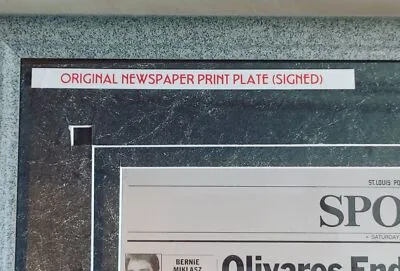 ORIGINAL NEWSPAPER PRINT PLATE (SIGNED)
ST. LOUIS PO
SPO
• SATURDAY
BERNIE
MIKLASZ
Olivares End